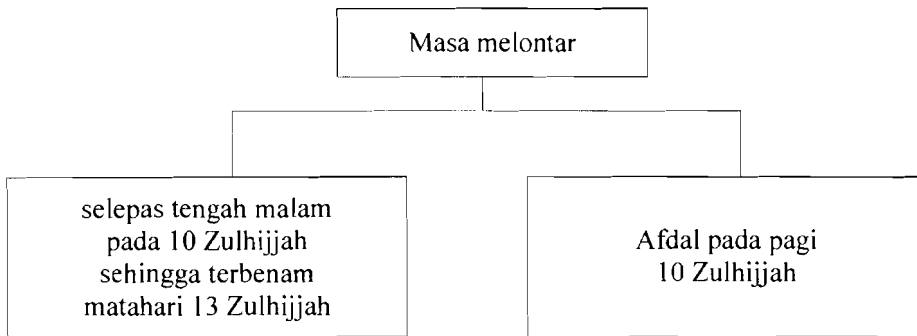 Masa melontar
selepas tengah malam
pada 10 Zulhijjah
sehingga terbenam
matahari 13 Zulhijjah
Afdal pada pagi
10 Zulhijjah